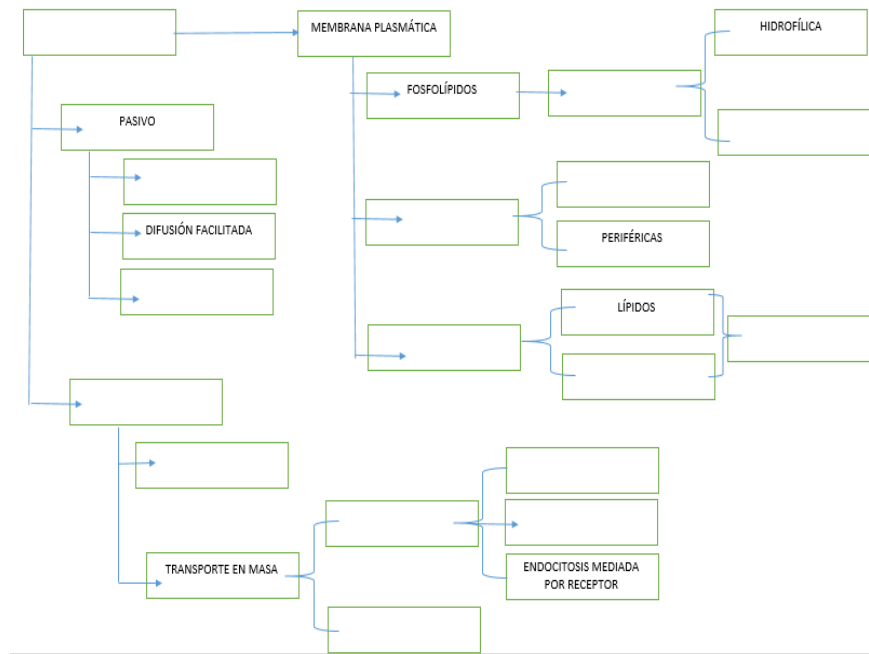 MEMBRANA PLASMÁTICA
HIDROFÍLICA
FOSFOLÍPIDOS
PASIVO
DIFUSIÓN FACILITADA
PERIFÉRICAS
LÍPIDOS
TRANSPORTE EN MASA
ENDOCITOSIS MEDIADA
POR RECEPTOR